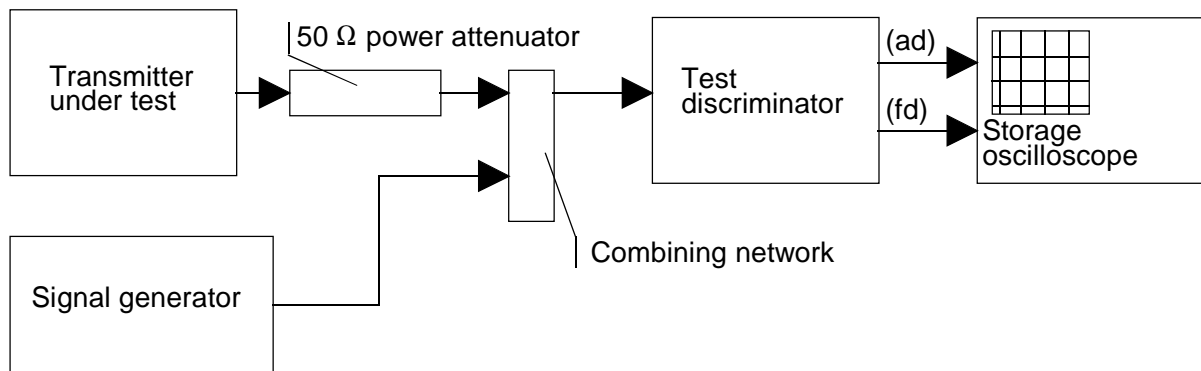 50 Ω power attenuator
Transmitter
under test
Test
discriminator
(ad)
(fd)
Storage
oscilloscope
Combining network
Signal generator